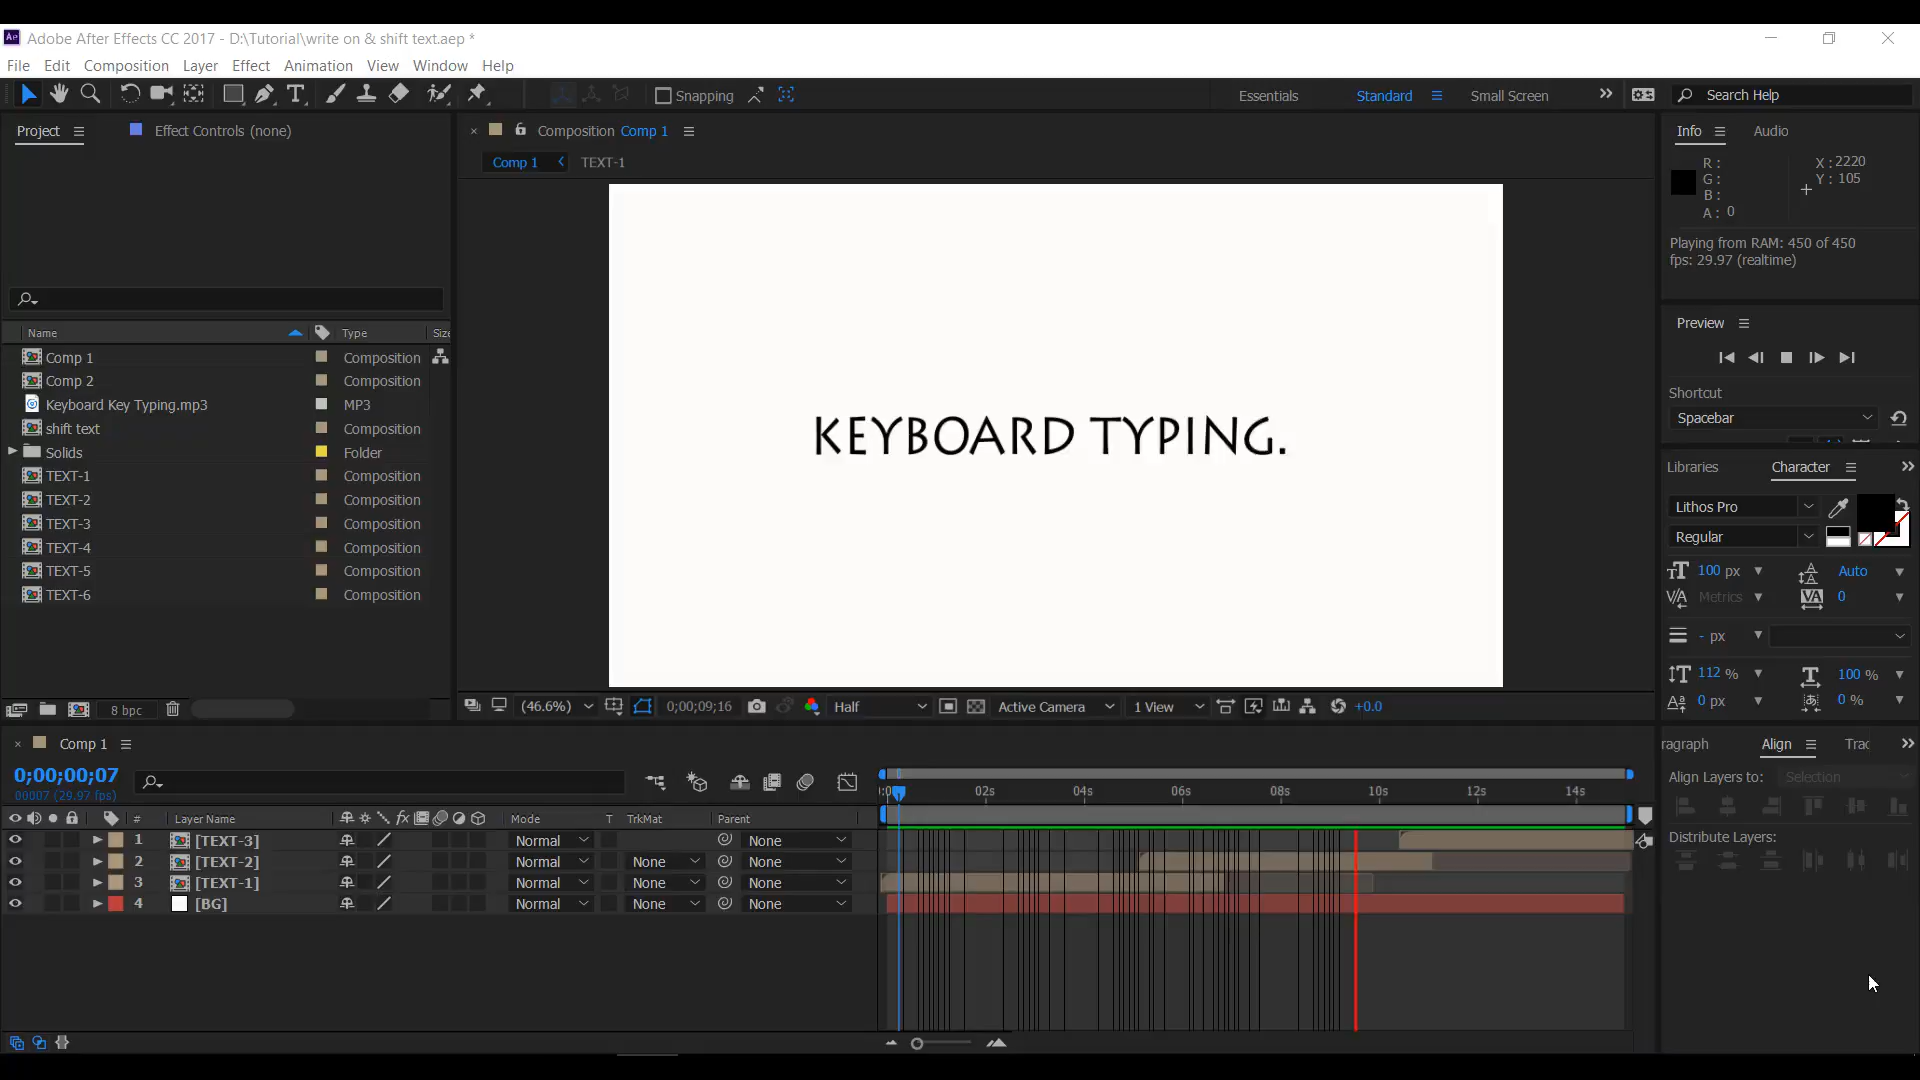 Adobe After Effects CC 2017 - D:\Tutorial\write on & shift text.aep *
File Edit Composition Layer Effect Animation View Window Help
Snapping Essentials Standard Small Screen Search Help
Project Effect Controls (none)
Composition Comp 1
Comp 1 TEXT-1
Name Type Size
Comp 1 Composition
Comp 2 Composition
Keyboard Key Typing.mp3 MP3
shift text Composition
Solids Folder
TEXT-1 Composition
TEXT-2 Composition
TEXT-3 Composition
TEXT-4 Composition
TEXT-5 Composition
TEXT-6 Composition
8 bpc
KEYBOARD TYPING.
(46.6%) 0;00;09;16 Half Active Camera 1 View +0.0
Info Audio
R :
G :
B :
A : 0
X : 2220
Y : 105
Playing from RAM: 450 of 450
fps: 29.97 (realtime)
Preview
Shortcut
Spacebar
Libraries Character
Lithos Pro
Regular
100 px Auto
Metrics 0
- px
112 % 100 %
0 px 0 %
ragraph Align Trac
Align Layers to: Selection
Distribute Layers:
Comp 1
0;00;00;07
00007 (29.97 fps)
02s 04s 06s 08s 10s 12s 14s
# Layer Name Mode T TrkMat Parent
1 [TEXT-3] Normal None
2 [TEXT-2] Normal None None
3 [TEXT-1] Normal None None
4 [BG] Normal None None